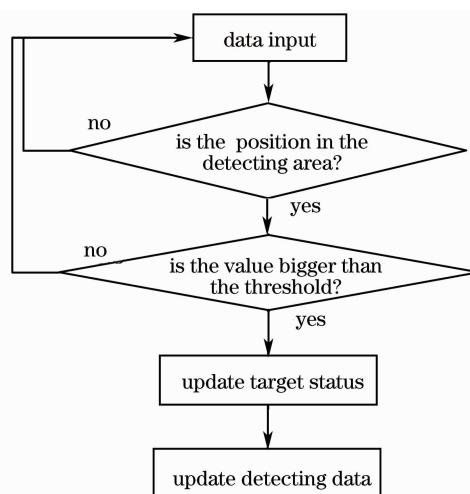 data input
no
is the position in the
detecting area?
yes
no
is the value bigger than
the threshold?
yes
update target status
update detecting data